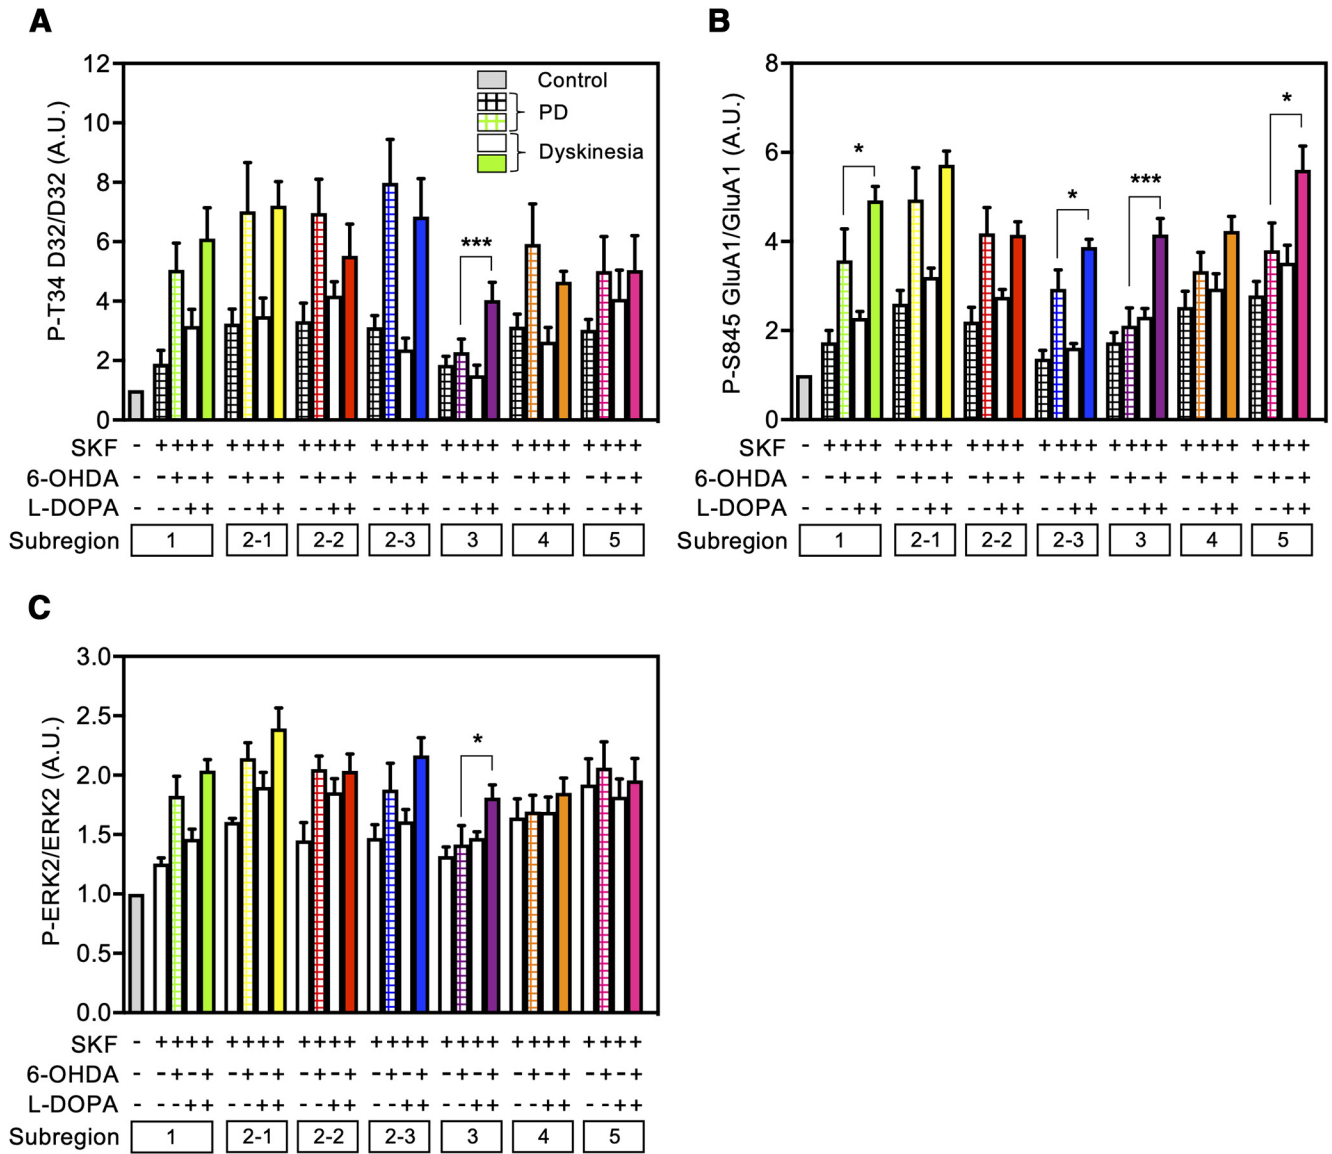 A
P-T34 D32/D32 (A.U.)
12
10
8
6
4
2
0
Control
PD
Dyskinesia
***
SKF - ++++ ++++ ++++ ++++ ++++ ++++ ++++
6-OHDA - --+-+ -+-+ -+-+ -+-+ -+-+ -+-+ -+-+
L-DOPA - --++ --++ --++ --++ --++ --++ --++
Subregion 1 2-1 2-2 2-3 3 4 5
B
P-S845 GluA1/GluA1 (A.U.)
8
6
4
2
0
*
*
***
*
SKF - ++++ ++++ ++++ ++++ ++++ ++++ ++++
6-OHDA - -+-+ -+-+ -+-+ -+-+ -+-+ -+-+ -+-+
L-DOPA - --++ --++ --++ --++ --++ --++ --++
Subregion 1 2-1 2-2 2-3 3 4 5
C
P-ERK2/ERK2 (A.U.)
3.0
2.5
2.0
1.5
1.0
0.5
0.0
*
SKF - ++++ ++++ ++++ ++++ ++++ ++++ ++++
6-OHDA - -+-+ -+-+ -+-+ -+-+ -+-+ -+-+ -+-+
L-DOPA - --++ --++ --++ --++ --++ --++ --++
Subregion 1 2-1 2-2 2-3 3 4 5